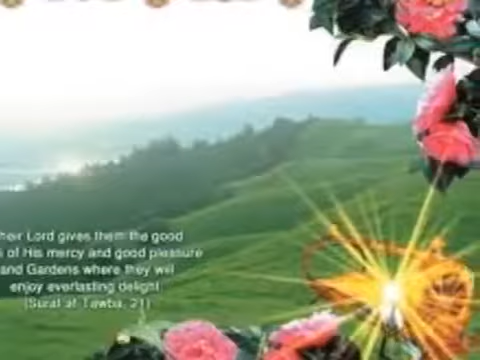 heir Lord gives them the good
of His mercy and good pleasure
and Gardens where they will
enjoy everlasting delight.
(Surat at-Tawba, 21)